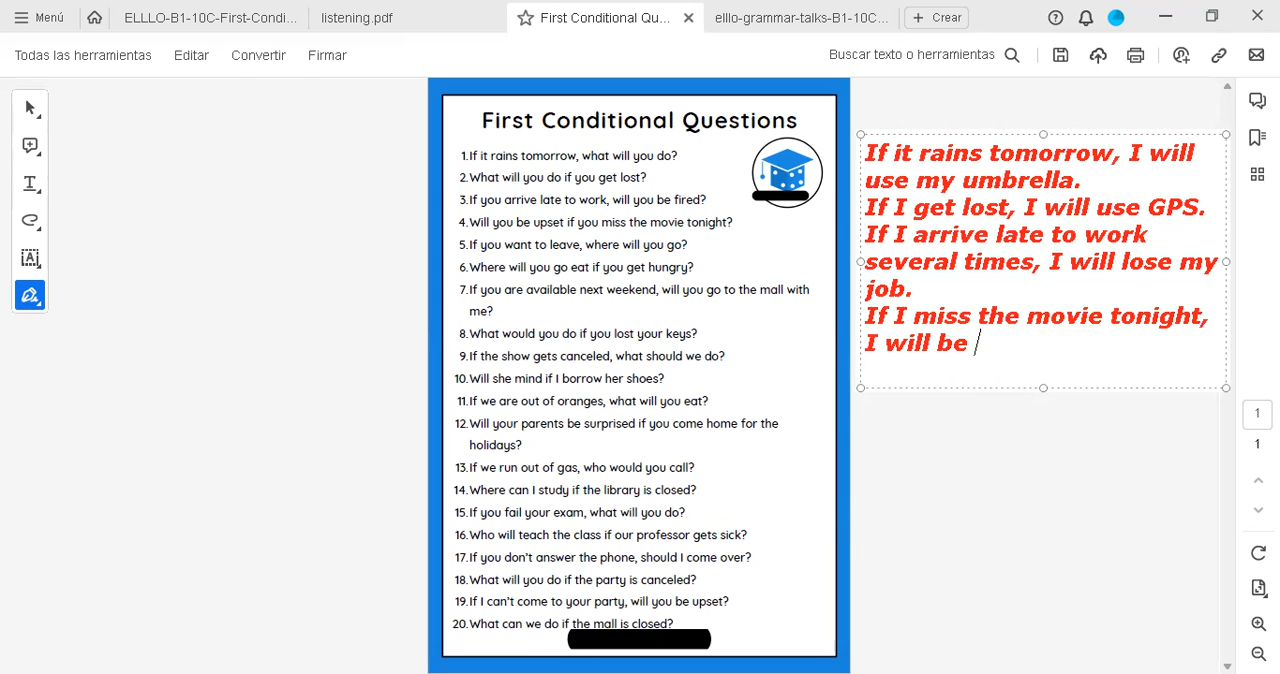 Menú
ELLLO-B1-10C-First-Condi...
listening.pdf
First Conditional Qu...
elllo-grammar-talks-B1-10C...
Crear
Todas las herramientas
Editar
Convertir
Firmar
Buscar texto o herramientas
First Conditional Questions
1. If it rains tomorrow, what will you do?
2. What will you do if you get lost?
3. If you arrive late to work, will you be fired?
4. Will you be upset if you miss the movie tonight?
5. If you want to leave, where will you go?
6. Where will you go eat if you get hungry?
7. If you are available next weekend, will you go to the mall with
me?
8. What would you do if you lost your keys?
9. If the show gets canceled, what should we do?
10. Will she mind if I borrow her shoes?
11. If we are out of oranges, what will you eat?
12. Will your parents be surprised if you come home for the
holidays?
13. If we run out of gas, who would you call?
14. Where can I study if the library is closed?
15. If you fail your exam, what will you do?
16. Who will teach the class if our professor gets sick?
17. If you don't answer the phone, should I come over?
18. What will you do if the party is canceled?
19. If I can't come to your party, will you be upset?
20. What can we do if the mall is closed?
If it rains tomorrow, I will
use my umbrella.
If I get lost, I will use GPS.
If I arrive late to work
several times, I will lose my
job.
If I miss the movie tonight,
I will be
1
1